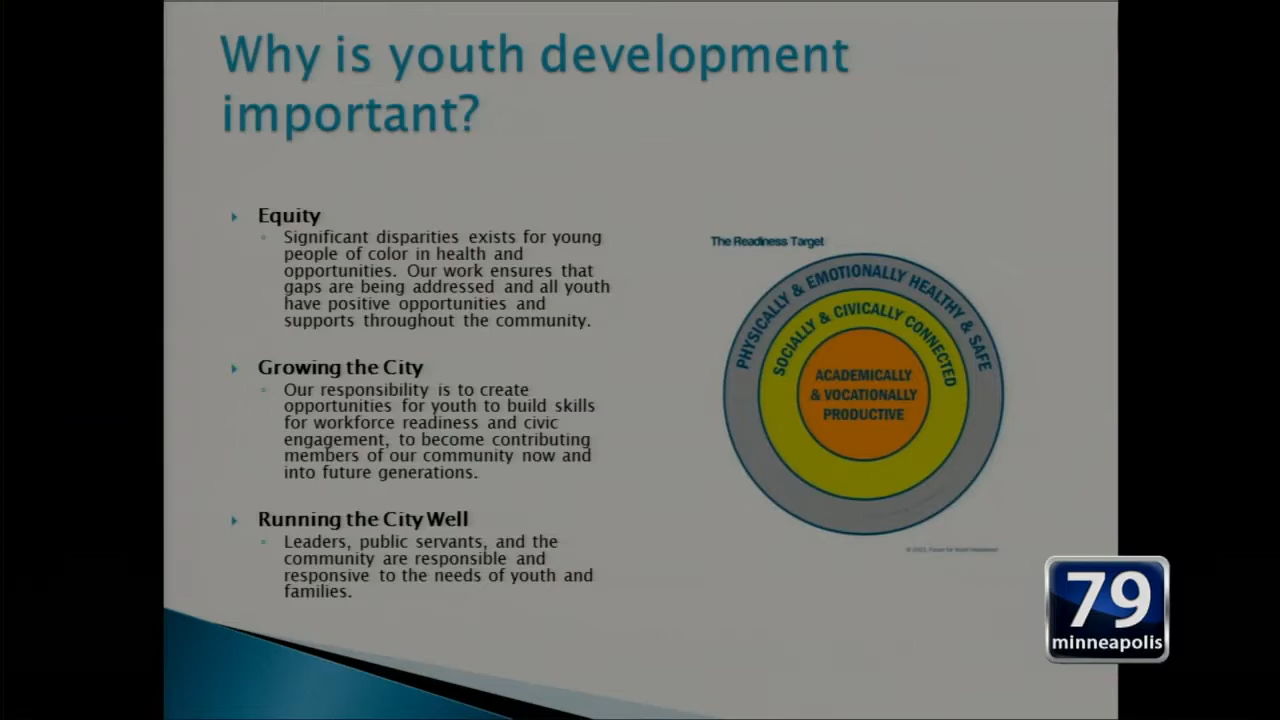 Why is youth development
important?
Equity
Significant disparities exists for young
people of color in health and
opportunities. Our work ensures that
gaps are being addressed and all youth
have positive opportunities and
supports throughout the community.
Growing the City
Our responsibility is to create
opportunities for youth to build skills
for workforce readiness and civic
engagement, to become contributing
members of our community now and
into future generations.
Running the City Well
Leaders, public servants, and the
community are responsible and
responsive to the needs of youth and
families.
The Readiness Target
PHYSICALLY & EMOTIONALLY HEALTHY & SAFE
SOCIALLY & CIVICALLY CONNECTED
ACADEMICALLY
& VOCATIONALLY
PRODUCTIVE
79
minneapolis